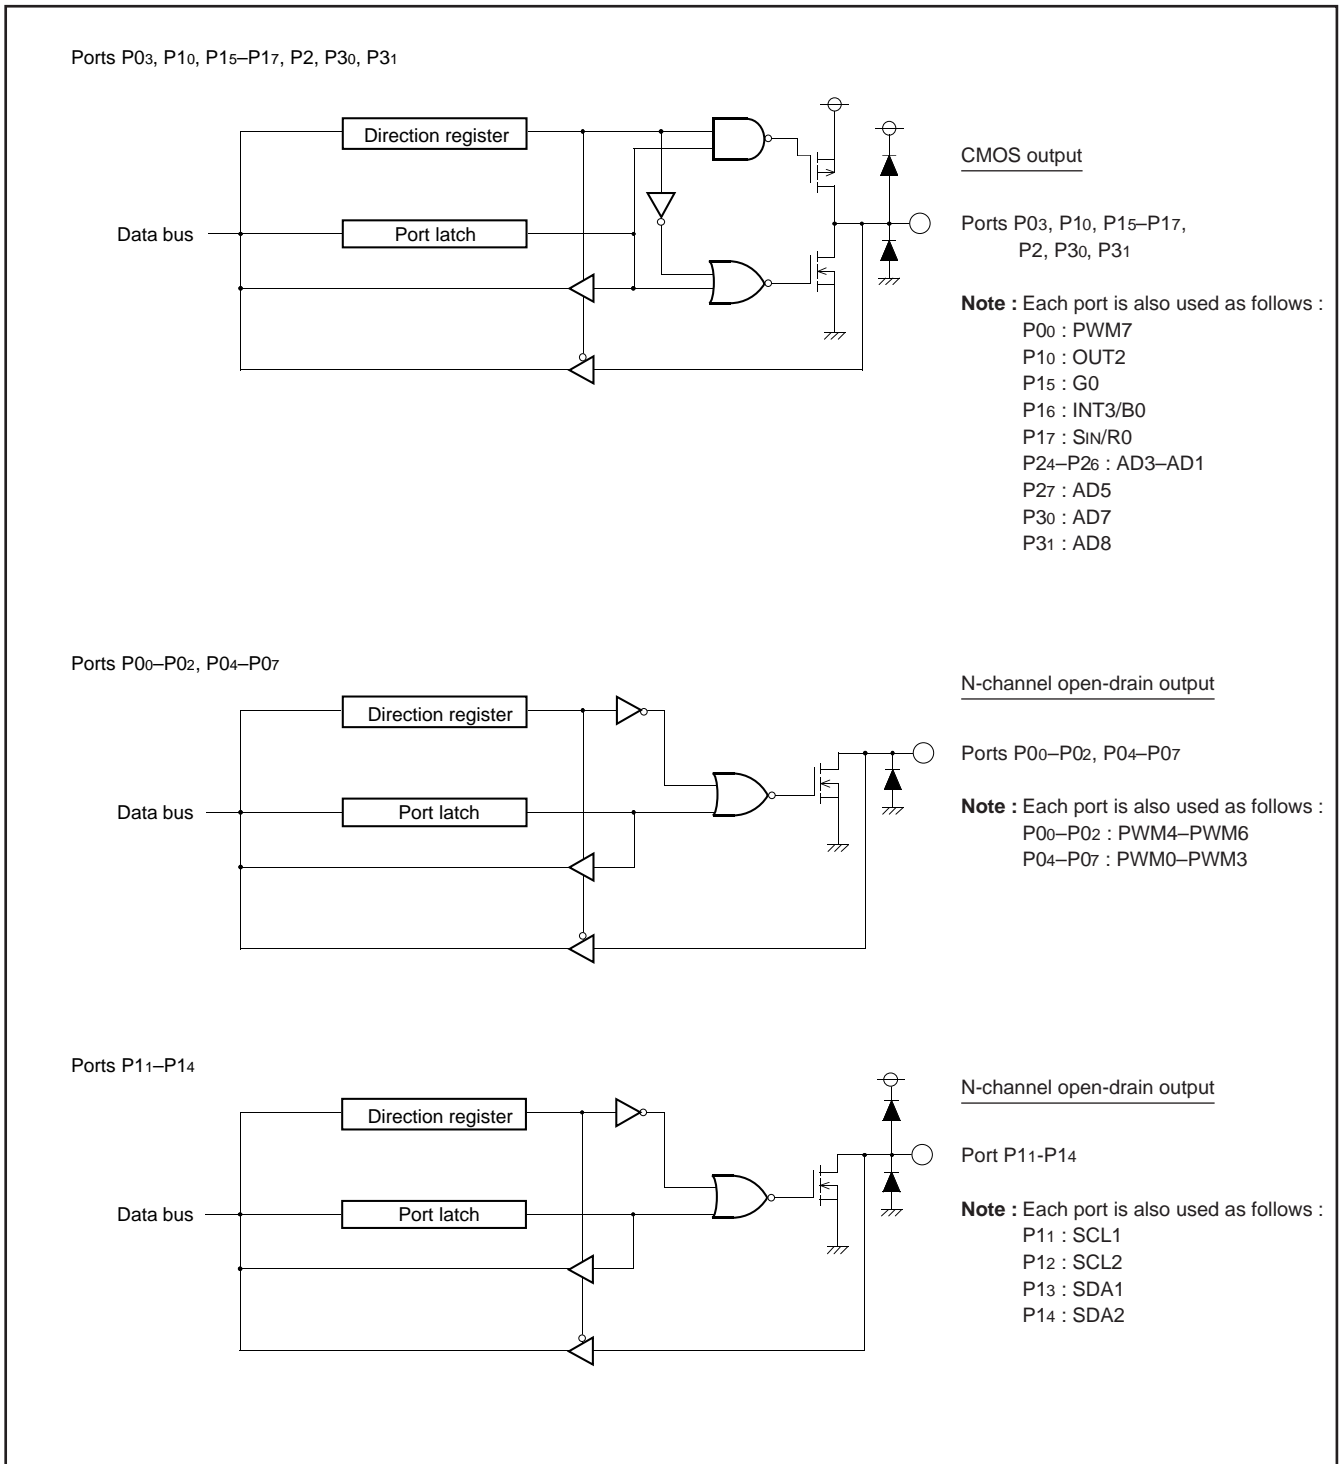 Ports P03, P10, P15–P17, P2, P30, P31
Direction register
CMOS output
Data bus
Port latch
Ports P03, P10, P15–P17,
P2, P30, P31
Note : Each port is also used as follows :
P00 : PWM7
P10 : OUT2
P15 : G0
P16 : INT3/B0
P17 : SIN/R0
P24–P26 : AD3–AD1
P27 : AD5
P30 : AD7
P31 : AD8
Ports P00–P02, P04–P07
N-channel open-drain output
Direction register
Ports P00–P02, P04–P07
Data bus
Port latch
Note : Each port is also used as follows :
P00–P02 : PWM4–PWM6
P04–P07 : PWM0–PWM3
Ports P11–P14
N-channel open-drain output
Direction register
Port P11-P14
Data bus
Port latch
Note : Each port is also used as follows :
P11 : SCL1
P12 : SCL2
P13 : SDA1
P14 : SDA2